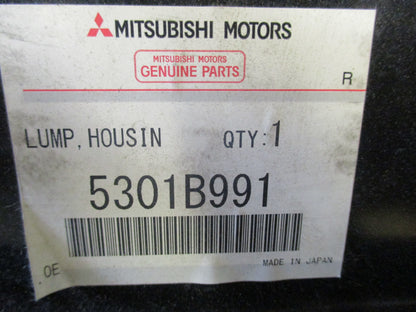 MITSUBISHI MOTORS
MITSUBISHI MOTORS
GENUINE PARTS
R
LUMP, HOUSIN QTY:1
5301B991
OE MADE IN JAPAN